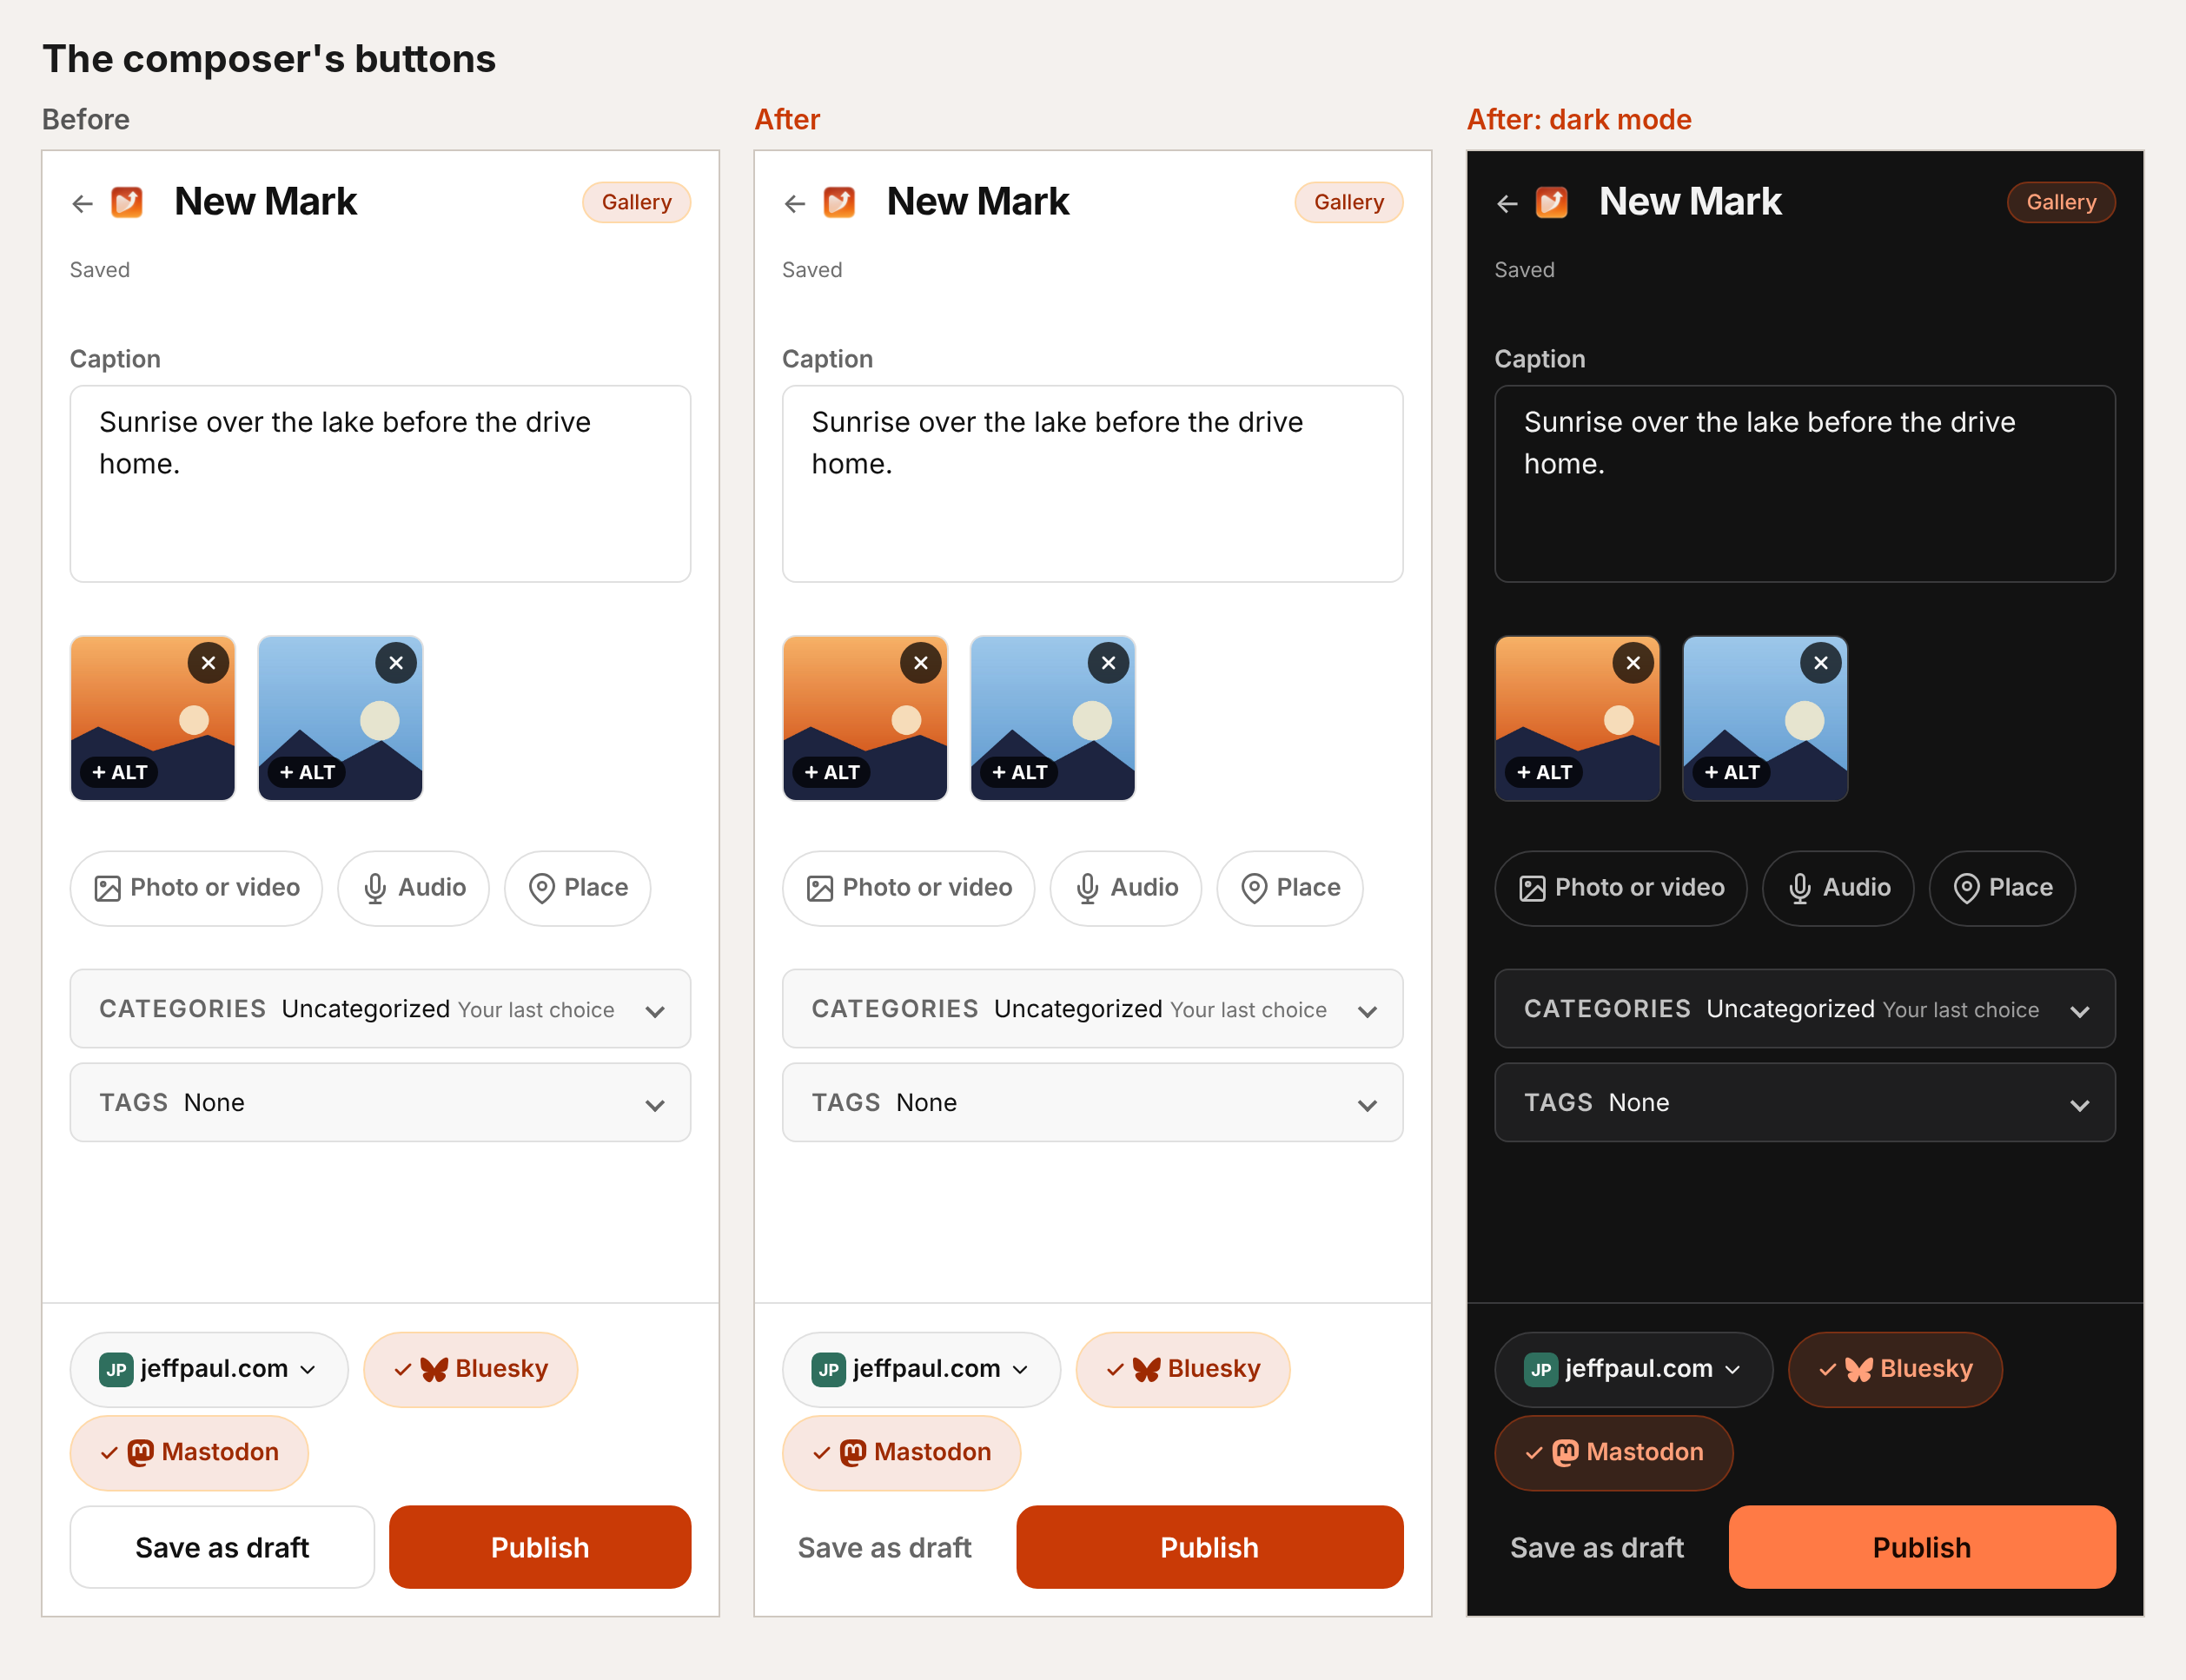 The composer's buttons
Before
New Mark
Gallery
Saved
Caption
Sunrise over the lake before the drive
home.
+ ALT
+ ALT
Photo or video
Audio
Place
CATEGORIES Uncategorized Your last choice
TAGS None
JP jeffpaul.com
Bluesky
Mastodon
Save as draft
Publish
After
New Mark
Gallery
Saved
Caption
Sunrise over the lake before the drive
home.
+ ALT
+ ALT
Photo or video
Audio
Place
CATEGORIES Uncategorized Your last choice
TAGS None
JP jeffpaul.com
Bluesky
Mastodon
Save as draft
Publish
After: dark mode
New Mark
Gallery
Saved
Caption
Sunrise over the lake before the drive
home.
+ ALT
+ ALT
Photo or video
Audio
Place
CATEGORIES Uncategorized Your last choice
TAGS None
JP jeffpaul.com
Bluesky
Mastodon
Save as draft
Publish